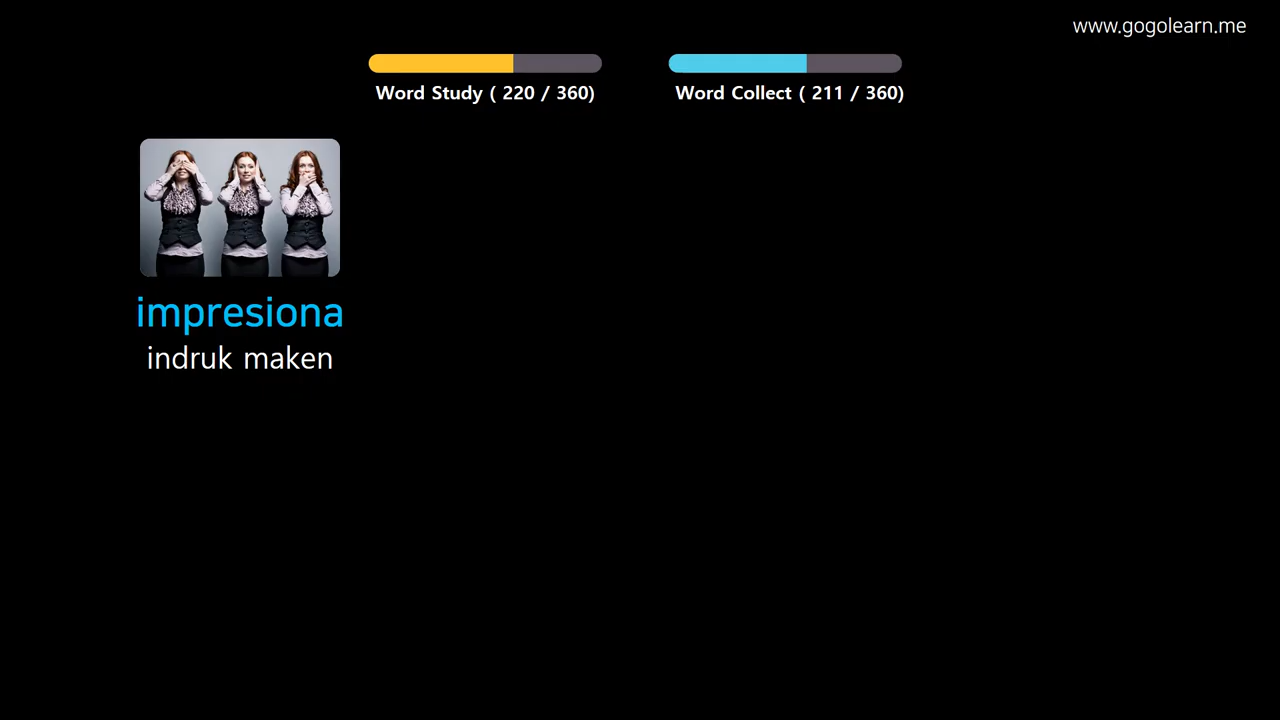 www.gogolearn.me
Word Study ( 220 / 360)
Word Collect ( 211 / 360)
impresiona
indruk maken